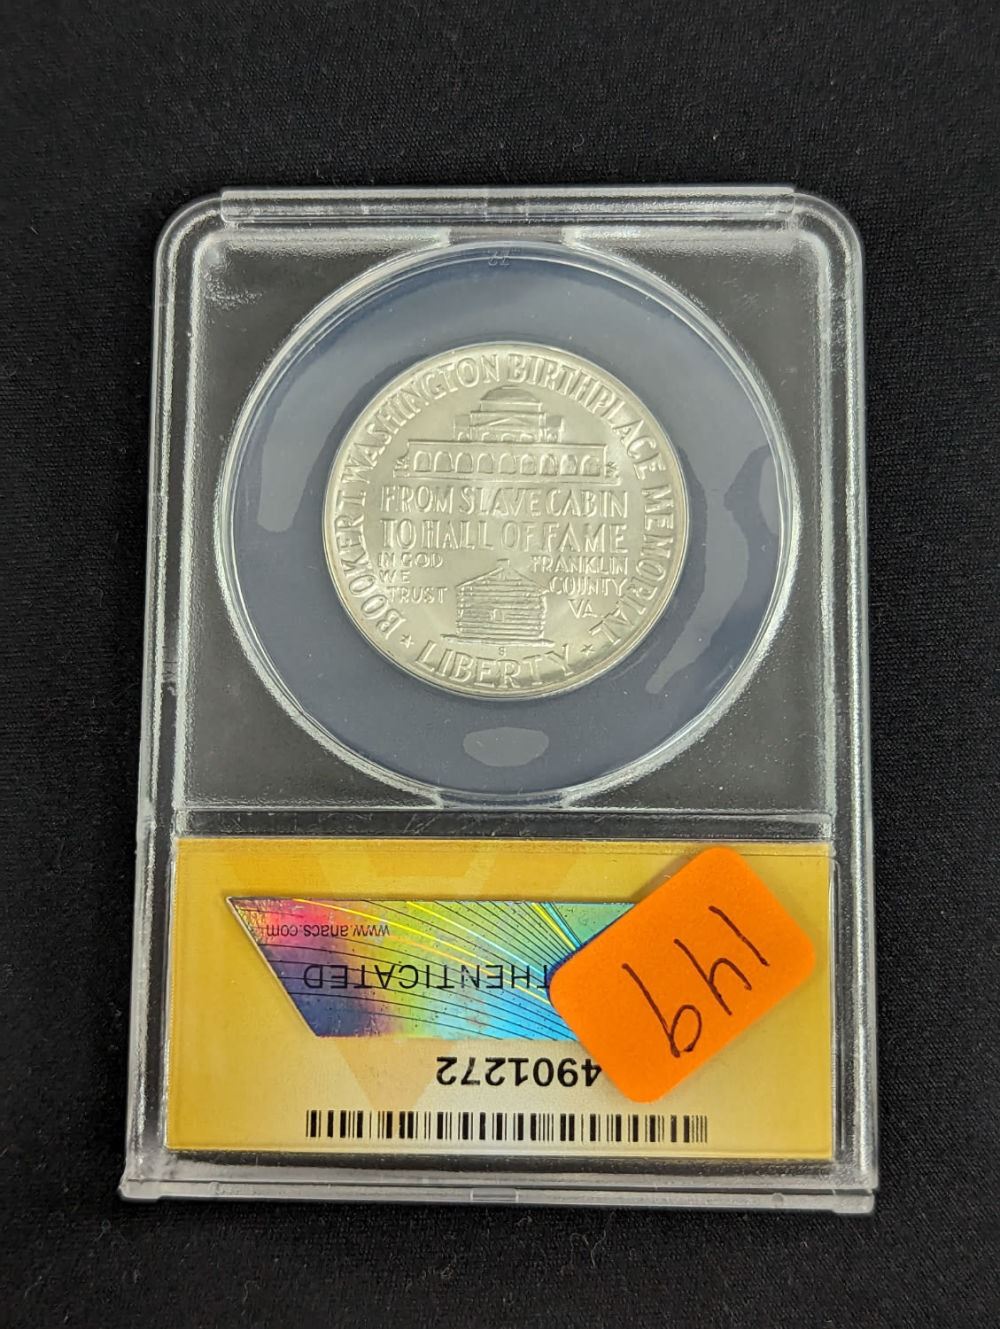 BOOKER T. WASHINGTON BIRTHPLACE MEMORIAL
FROM SLAVE CABIN
TO HALL OF FAME
IN GOD
WE
TRUST
FRANKLIN
COUNTY
VA.
S
LIBERTY
www.anacs.com
THENTICATED
4901272
149